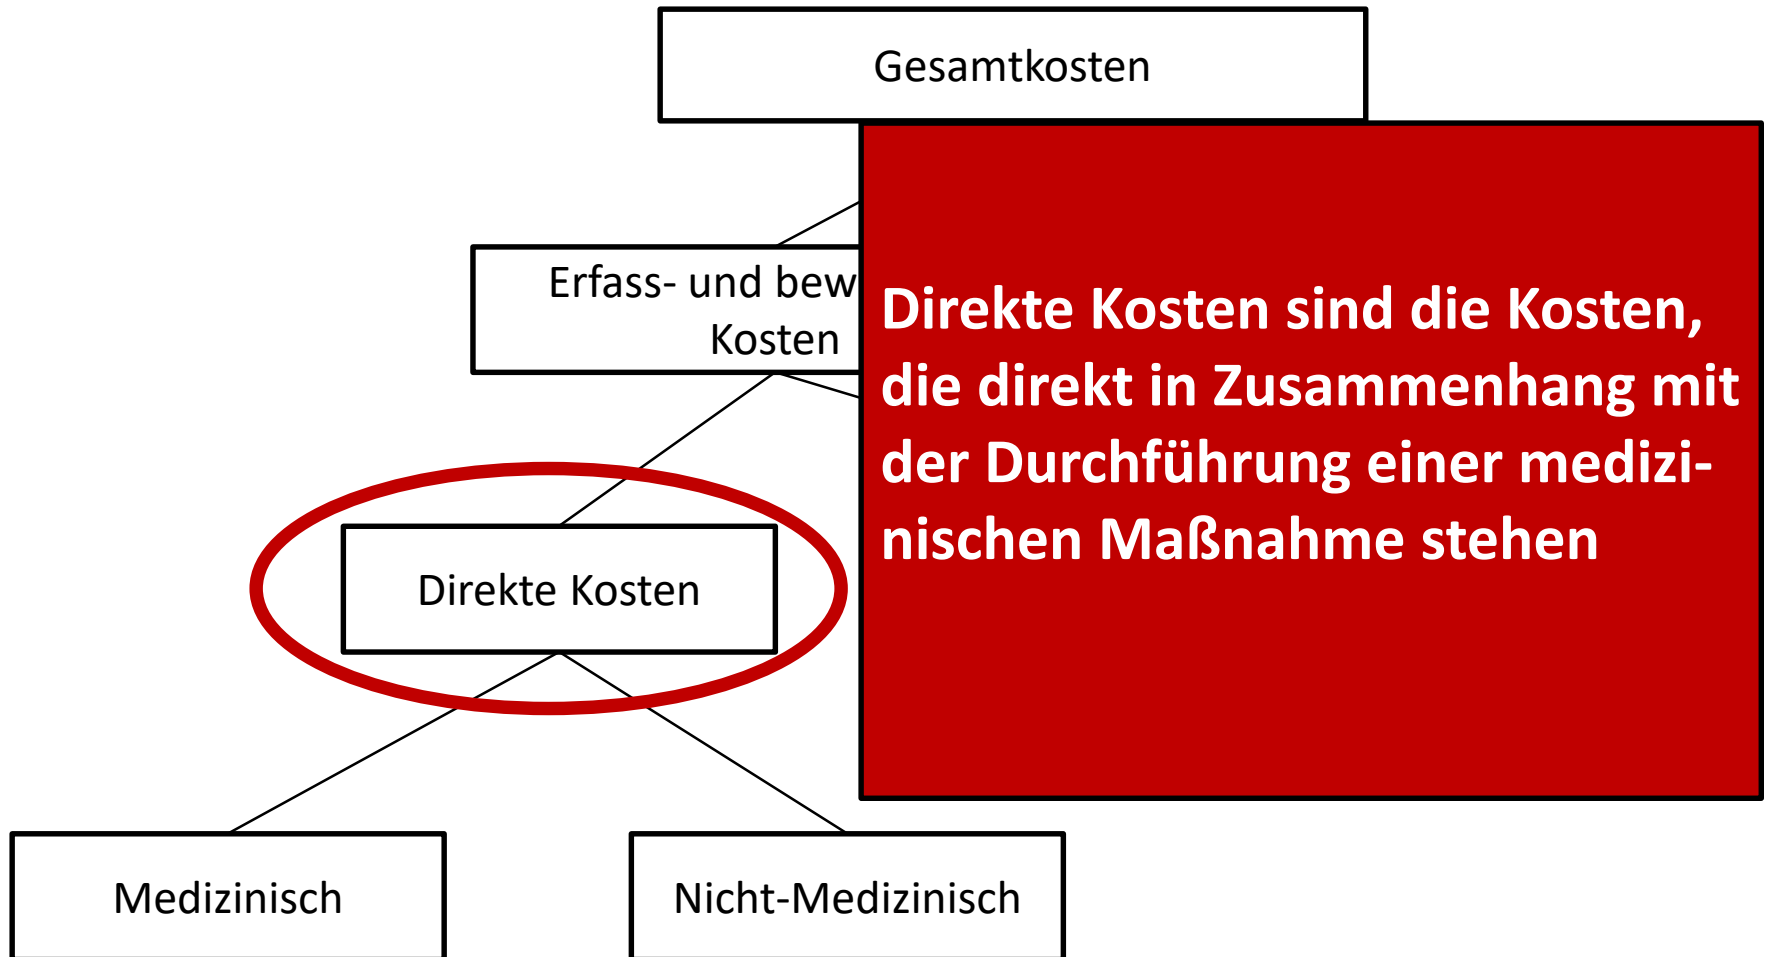 Gesamtkosten
Erfass- und bew
Kosten
Direkte Kosten sind die Kosten,
die direkt in Zusammenhang mit
der Durchführung einer medizi-
nischen Maßnahme stehen
Direkte Kosten
Medizinisch
Nicht-Medizinisch